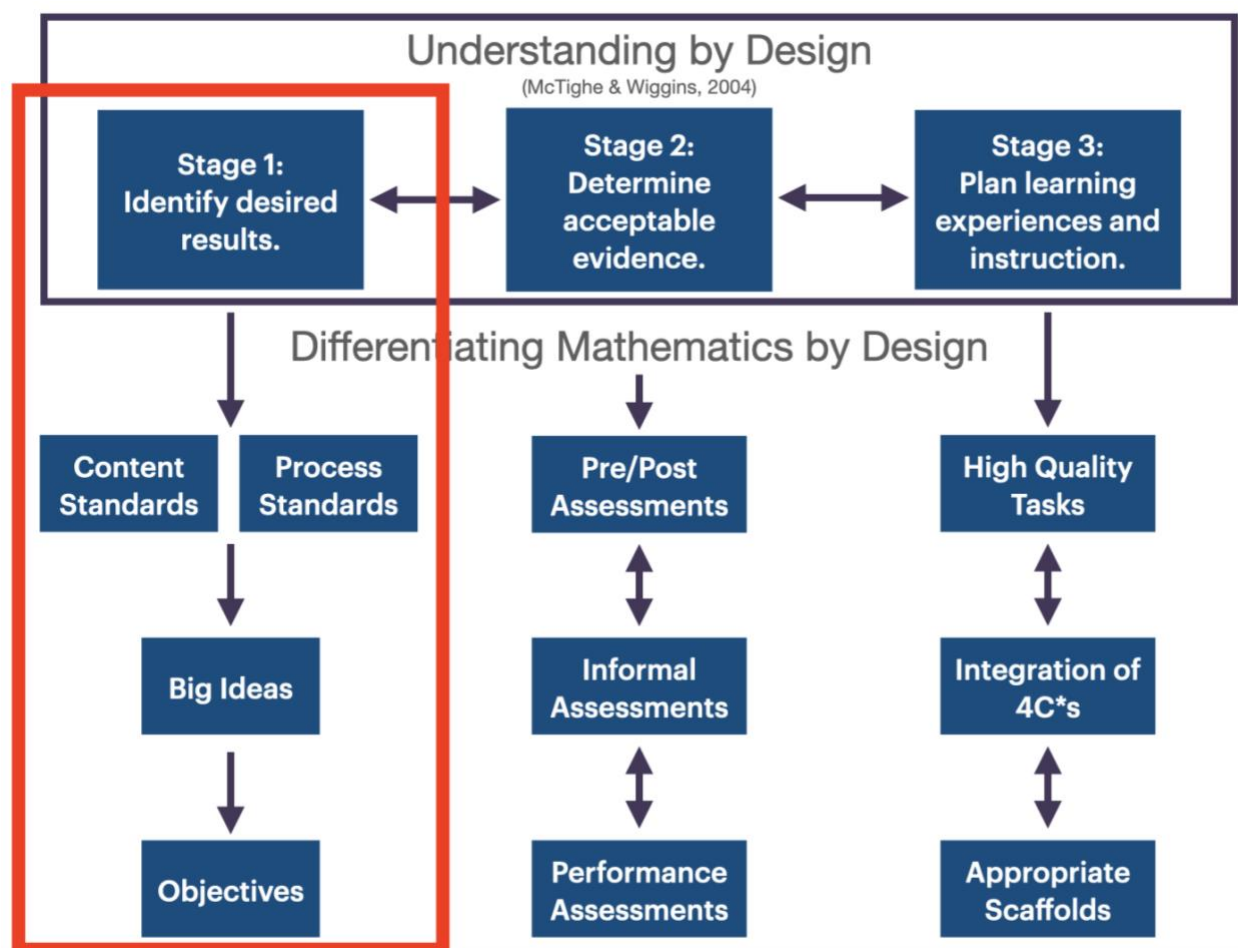 Understanding by Design
(McTighe & Wiggins, 2004)
Stage 1:
Identify desired
results.
Stage 2:
Determine
acceptable
evidence.
Stage 3:
Plan learning
experiences and
instruction.
Differentiating Mathematics by Design
Content
Standards
Process
Standards
Pre/Post
Assessments
High Quality
Tasks
Big Ideas
Informal
Assessments
Integration of
4C*s
Objectives
Performance
Assessments
Appropriate
Scaffolds